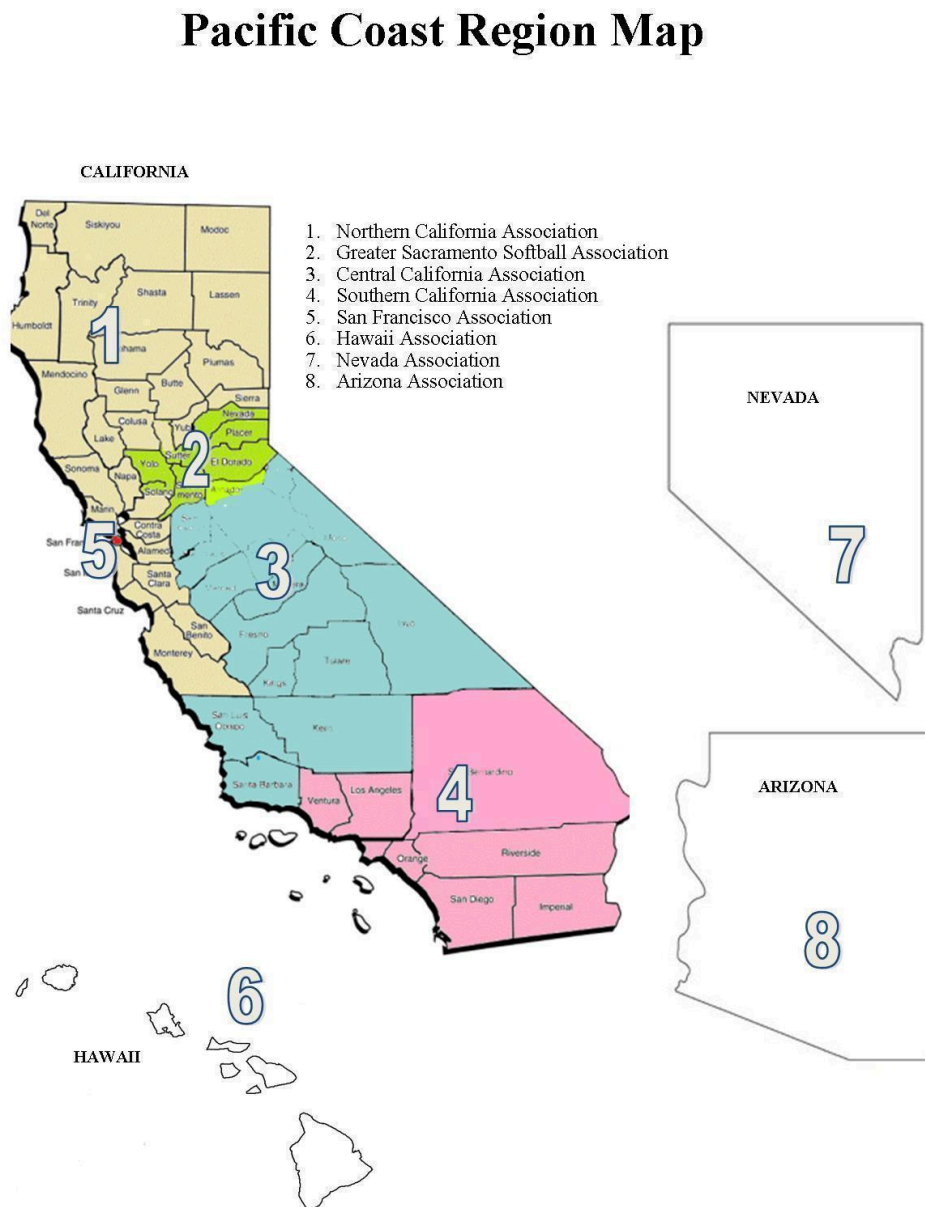 Pacific Coast Region Map
CALIFORNIA
1. Northern California Association
2. Greater Sacramento Softball Association
3. Central California Association
4. Southern California Association
5. San Francisco Association
6. Hawaii Association
7. Nevada Association
8. Arizona Association
Del
Norte
Siskiyou
Modoc
Trinity
Shasta
Lassen
Humboldt
1
Mendocino
Plumas
Glenn
Butte
Sierra
Colusa
Nevada
Placer
Lake
Sutter
2
El Dorado
Sonoma
Napa
Yolo
Marin
Contra
Costa
5
3
Santa
Clara
Santa Cruz
San
Benito
Monterey
Fresno
Inyo
Tulare
Kings
San Luis
Obispo
Kern
Santa Barbara
Ventura
Los Angeles
4
Orange
Riverside
San Diego
Imperial
NEVADA
7
ARIZONA
8
6
HAWAII